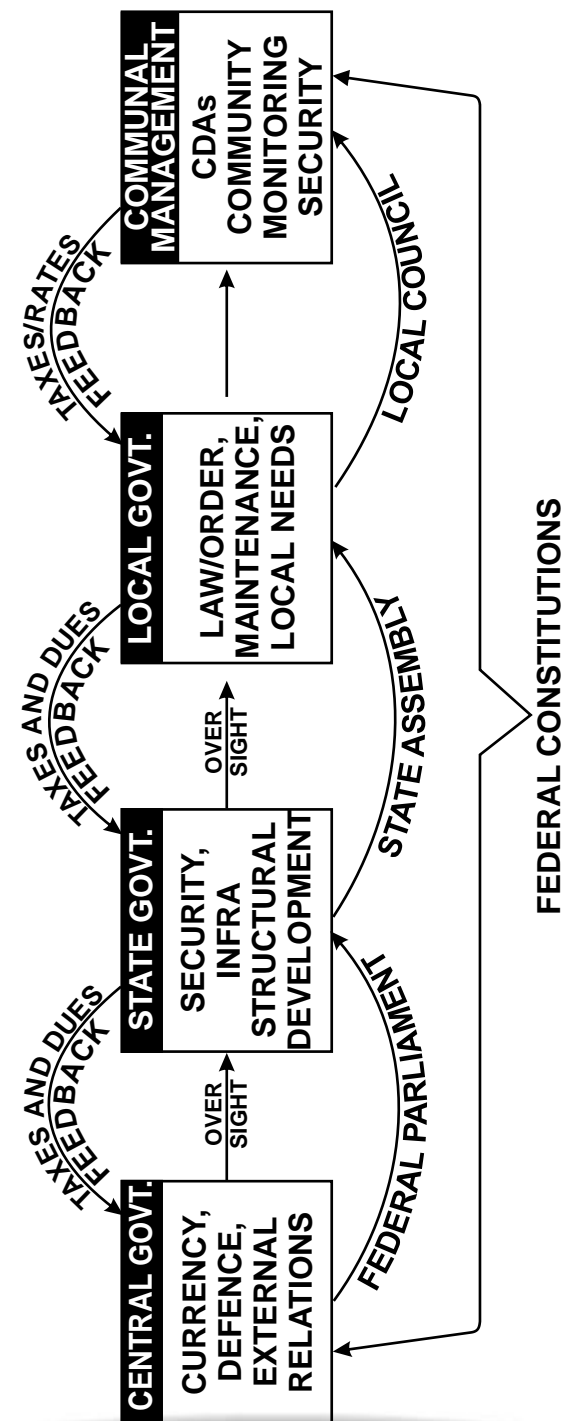 TAXES AND DUES
FEEDBACK
TAXES AND DUES
FEEDBACK
TAXES/RATES
FEEDBACK
CENTRAL GOVT.
CURRENCY,
DEFENCE,
EXTERNAL
RELATIONS
OVER
SIGHT
STATE GOVT.
SECURITY,
INFRA
STRUCTURAL
DEVELOPMENT
OVER
SIGHT
LOCAL GOVT.
LAW/ORDER,
MAINTENANCE,
LOCAL NEEDS
COMMUNAL
MANAGEMENT
CDAs
COMMUNITY
MONITORING
SECURITY
FEDERAL PARLIAMENT
STATE ASSEMBLY
LOCAL COUNCIL
FEDERAL CONSTITUTIONS